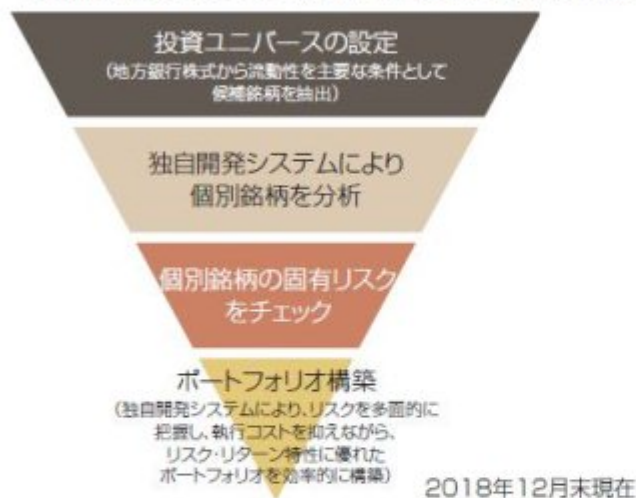 投資ユニバースの設定
(地方銀行株式から流動性を主要な条件として
候補銘柄を抽出)
独自開発システムにより
個別銘柄を分析
個別銘柄の固有リスク
をチェック
ポートフォリオ構築
(独自開発システムにより、リスクを多面的に
把握し、執行コストを抑えながら、
リスク・リターン特性に優れた
ポートフォリオを効率的に構築)
2018年12月末現在